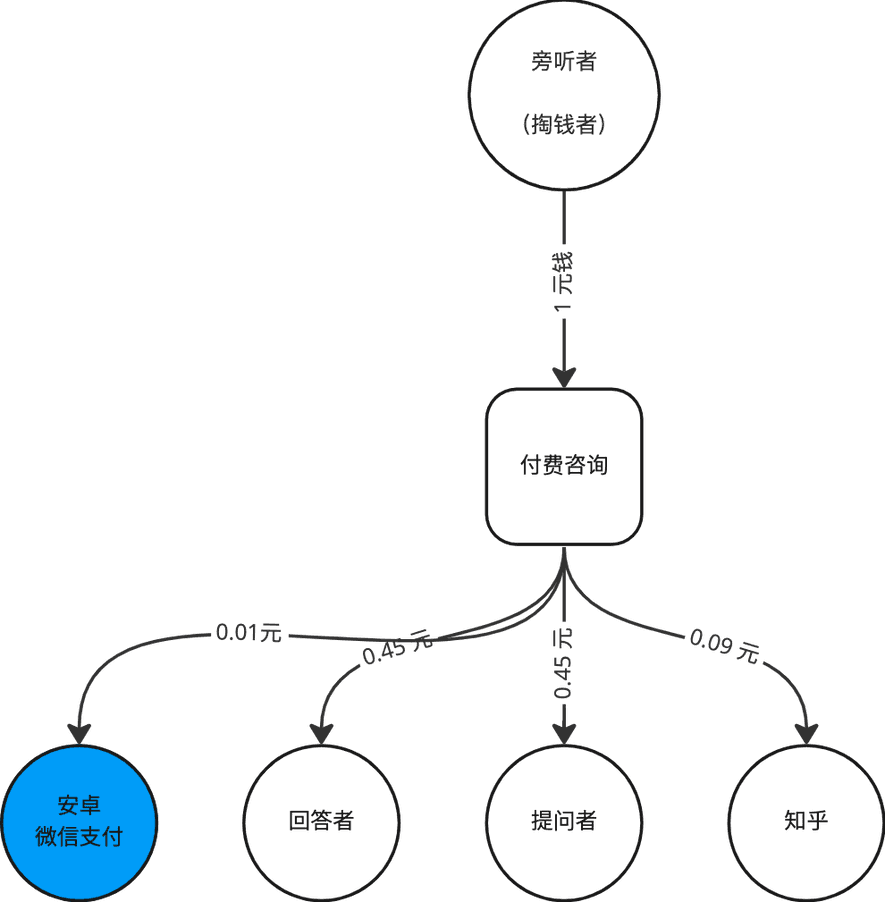 旁听者
（掏钱者）
1 元钱
付费咨询
0.01元
0.45 元
0.45 元
0.09 元
安卓
微信支付
回答者
提问者
知乎